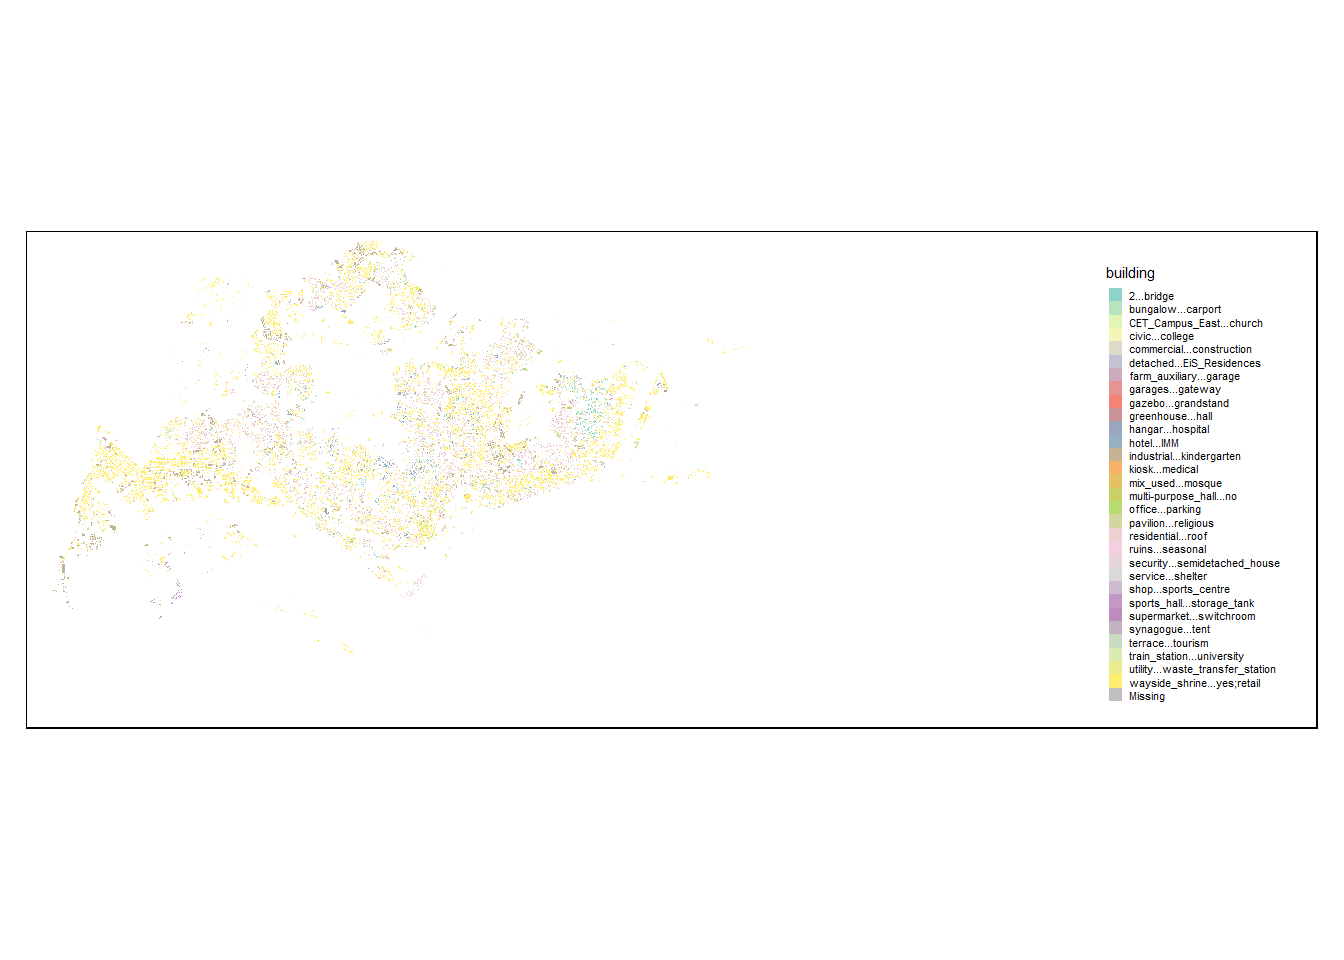 building
2...bridge
bungalow...carport
CET_Campus_East...church
civic...college
commercial...construction
detached...EiS_Residences
farm_auxiliary...garage
garages...gateway
gazebo...grandstand
greenhouse...hall
hangar...hospital
hotel...IMM
industrial...kindergarten
kiosk...medical
mix_used...mosque
multi-purpose_hall...no
office...parking
pavilion...religious
residential...roof
ruins...seasonal
security...semidetached_house
service...shelter
shop...sports_centre
sports_hall...storage_tank
supermarket...switchroom
synagogue...tent
terrace...tourism
train_station...university
utility...waste_transfer_station
wayside_shrine...yes;retail
Missing